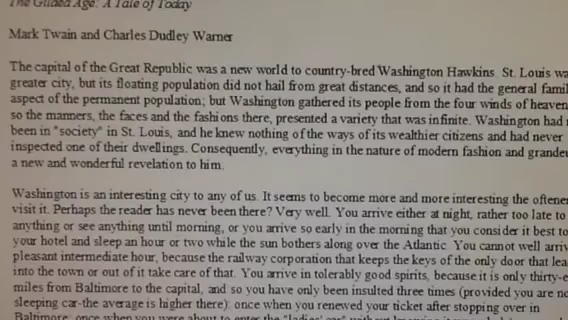 The Gilded Age: A Tale of Today
Mark Twain and Charles Dudley Warner
The capital of the Great Republic was a new world to country-bred Washington Hawkins. St. Louis
greater city, but its floating population did not hail from great distances, and so it had the general
aspect of the permanent population; but Washington gathered its people from the four winds of heaven
so the manners, the faces and the fashions there, presented a variety that was infinite. Washington had
been in "society" in St. Louis, and he knew nothing of the ways of its wealthier citizens and had never
inspected one of their dwellings. Consequently, everything in the nature of modern fashion and
a new and wonderful revelation to him.
Washington is an interesting city to any of us. It seems to become more and more interesting the
visit it. Perhaps the reader has never been there? Very well. You arrive either at night, rather too late to
anything or see anything until morning, or you arrive so early in the morning that you consider it best to
your hotel and sleep an hour or two while the sun bothers along over the Atlantic. You cannot well
pleasant intermediate hour, because the railway corporation that keeps the keys of the only door that
into the town or out of it take care of that. You arrive in tolerably good spirits, because it is only
miles from Baltimore to the capital, and so you have only been insulted three times (provided you are
sleeping car-the average is higher there): once when you renewed your ticket after stopping over in
Baltimore, once when you were about to enter the "ladies' car" without